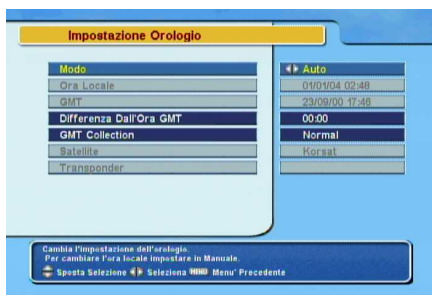 Impostazione Orologio
Modo Auto
Ora Locale 01/01/04 02:48
GMT 23/09/00 17:46
Differenza Dall'Ora GMT 00:00
GMT Collection Normal
Satellite Korsat
Transponder
Cambia l'impostazione dell'orologio.
Per cambiare l'ora locale impostare in Manuale.
Sposta Selezione Seleziona MENU Menu' Precedente